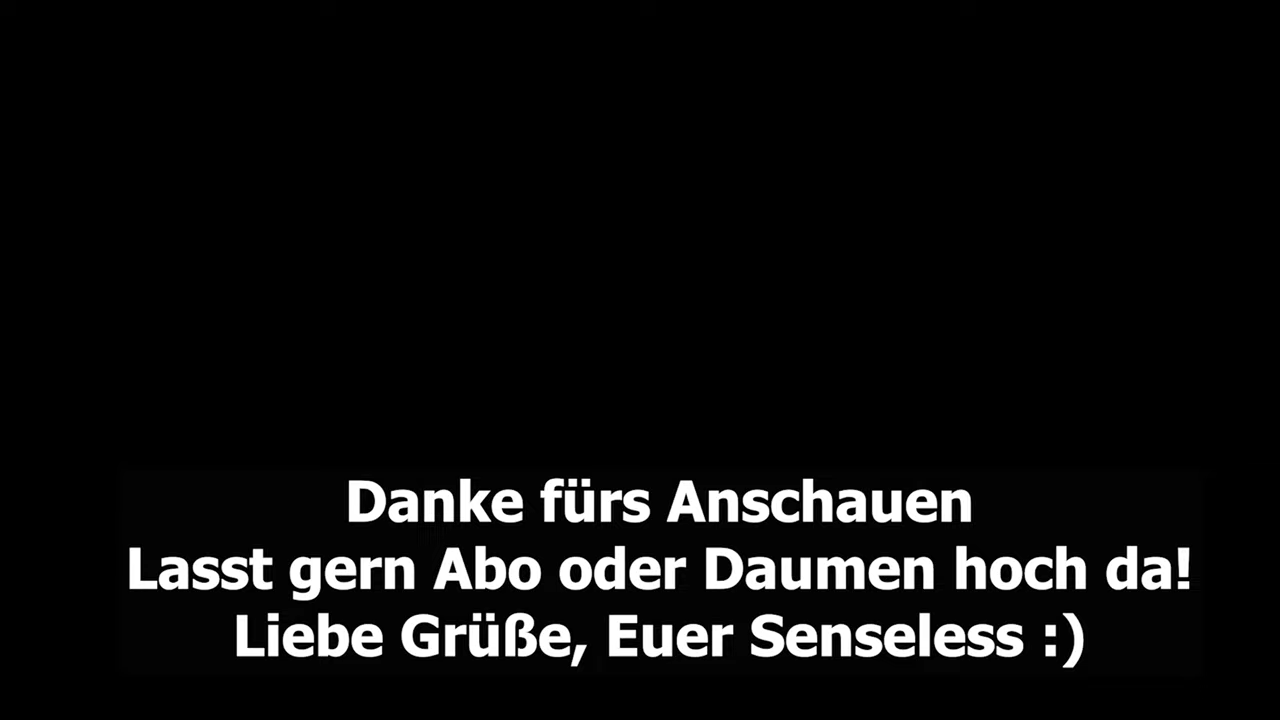 Danke fürs Anschauen
Lasst gern Abo oder Daumen hoch da!
Liebe Grüße, Euer Senseless :)